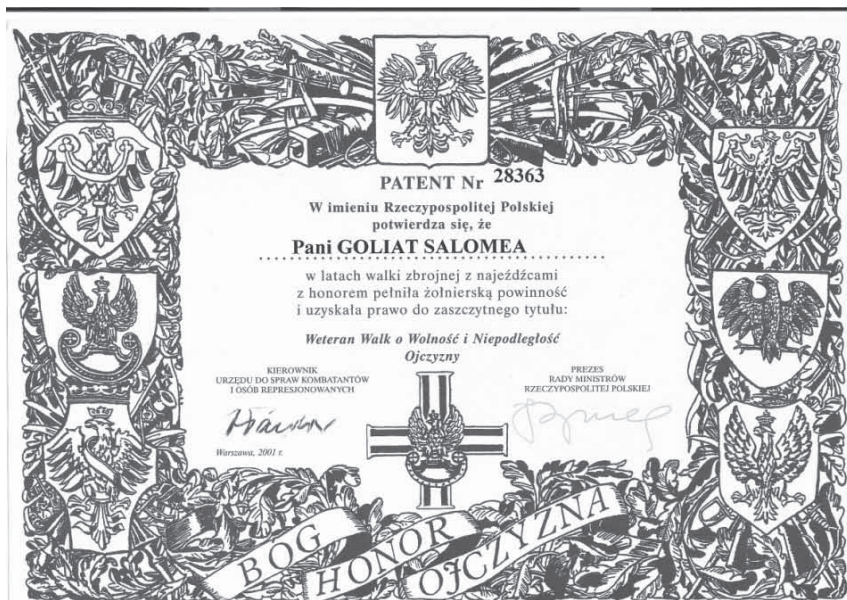 PATENT Nr 28363
W imieniu Rzeczypospolitej Polskiej
potwierdza się, że
Pani GOLIAT SALOMEA
w latach walki zbrojnej z najeźdźcami
z honorem pełniła żołnierską powinność
i uzyskała prawo do zaszczytnego tytułu:
Weteran Walk o Wolność i Niepodległość
Ojczyzny
KIEROWNIK
URZĘDU DO SPRAW KOMBATANTÓW
I OSÓB REPRESJONOWANYCH
PREZES
RADY MINISTRÓW
RZECZYPOSPOLITEJ POLSKIEJ
Warszawa, 2001 r.
BOG
HONOR
OJCZYZNA